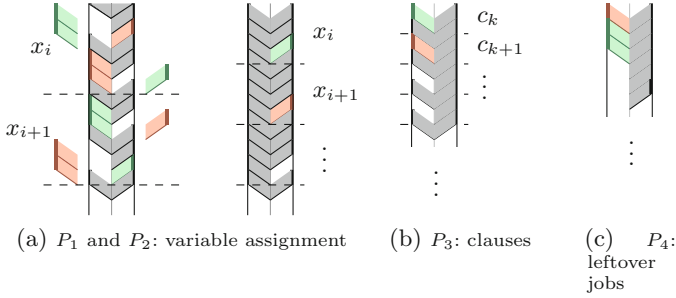 x_i
x_{i+1}
x_i
x_{i+1}
⋮
c_k
c_{k+1}
⋮
⋮
⋮
(a) P_1 and P_2: variable assignment
(b) P_3: clauses
(c) P_4:
leftover
jobs